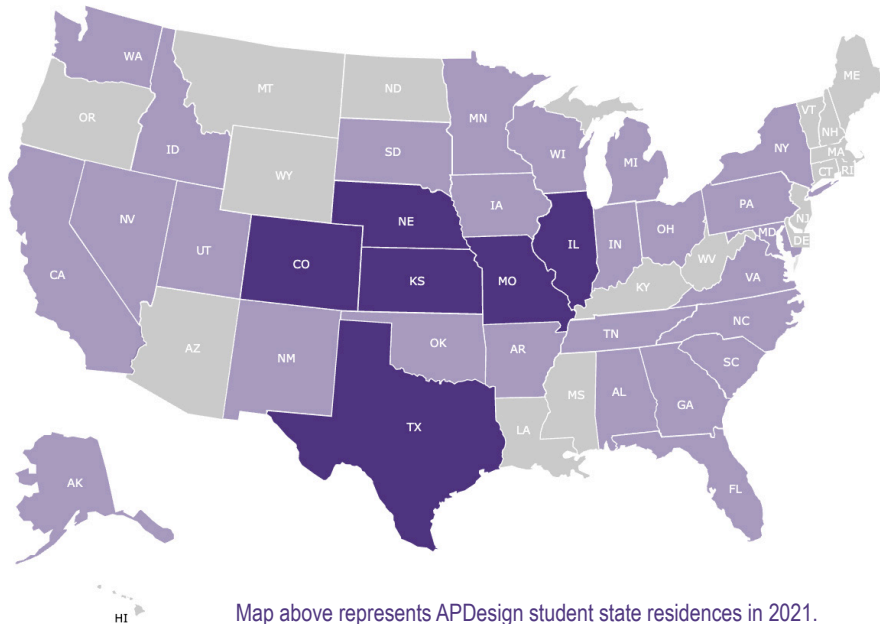 WA
MT
ND
ME
OR
MN
VT
NH
ID
SD
WI
MI
NY
MA
WY
CT
RI
IA
PA
NE
NJ
NV
OH
UT
IL
IN
MD
DE
CO
WV
CA
KS
MO
VA
KY
NC
TN
AZ
OK
NM
AR
SC
MS
AL
GA
TX
LA
AK
FL
HI
Map above represents APDesign student state residences in 2021.